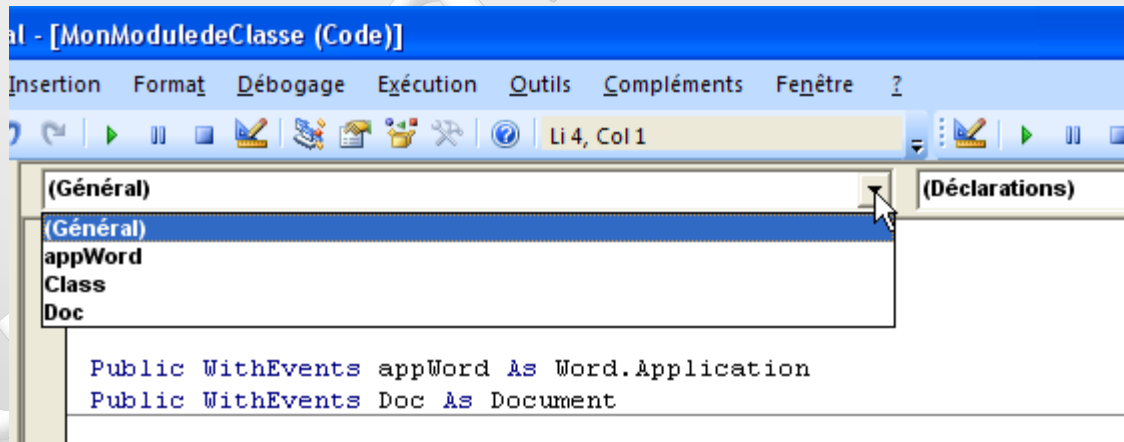 al - [MonModuledeClasse (Code)]
Insertion Format Débogage Exécution Outils Compléments Fenêtre ?
Li 4, Col 1
(Général) (Déclarations)
(Général)
appWord
Class
Doc
Public WithEvents appWord As Word.Application
Public WithEvents Doc As Document